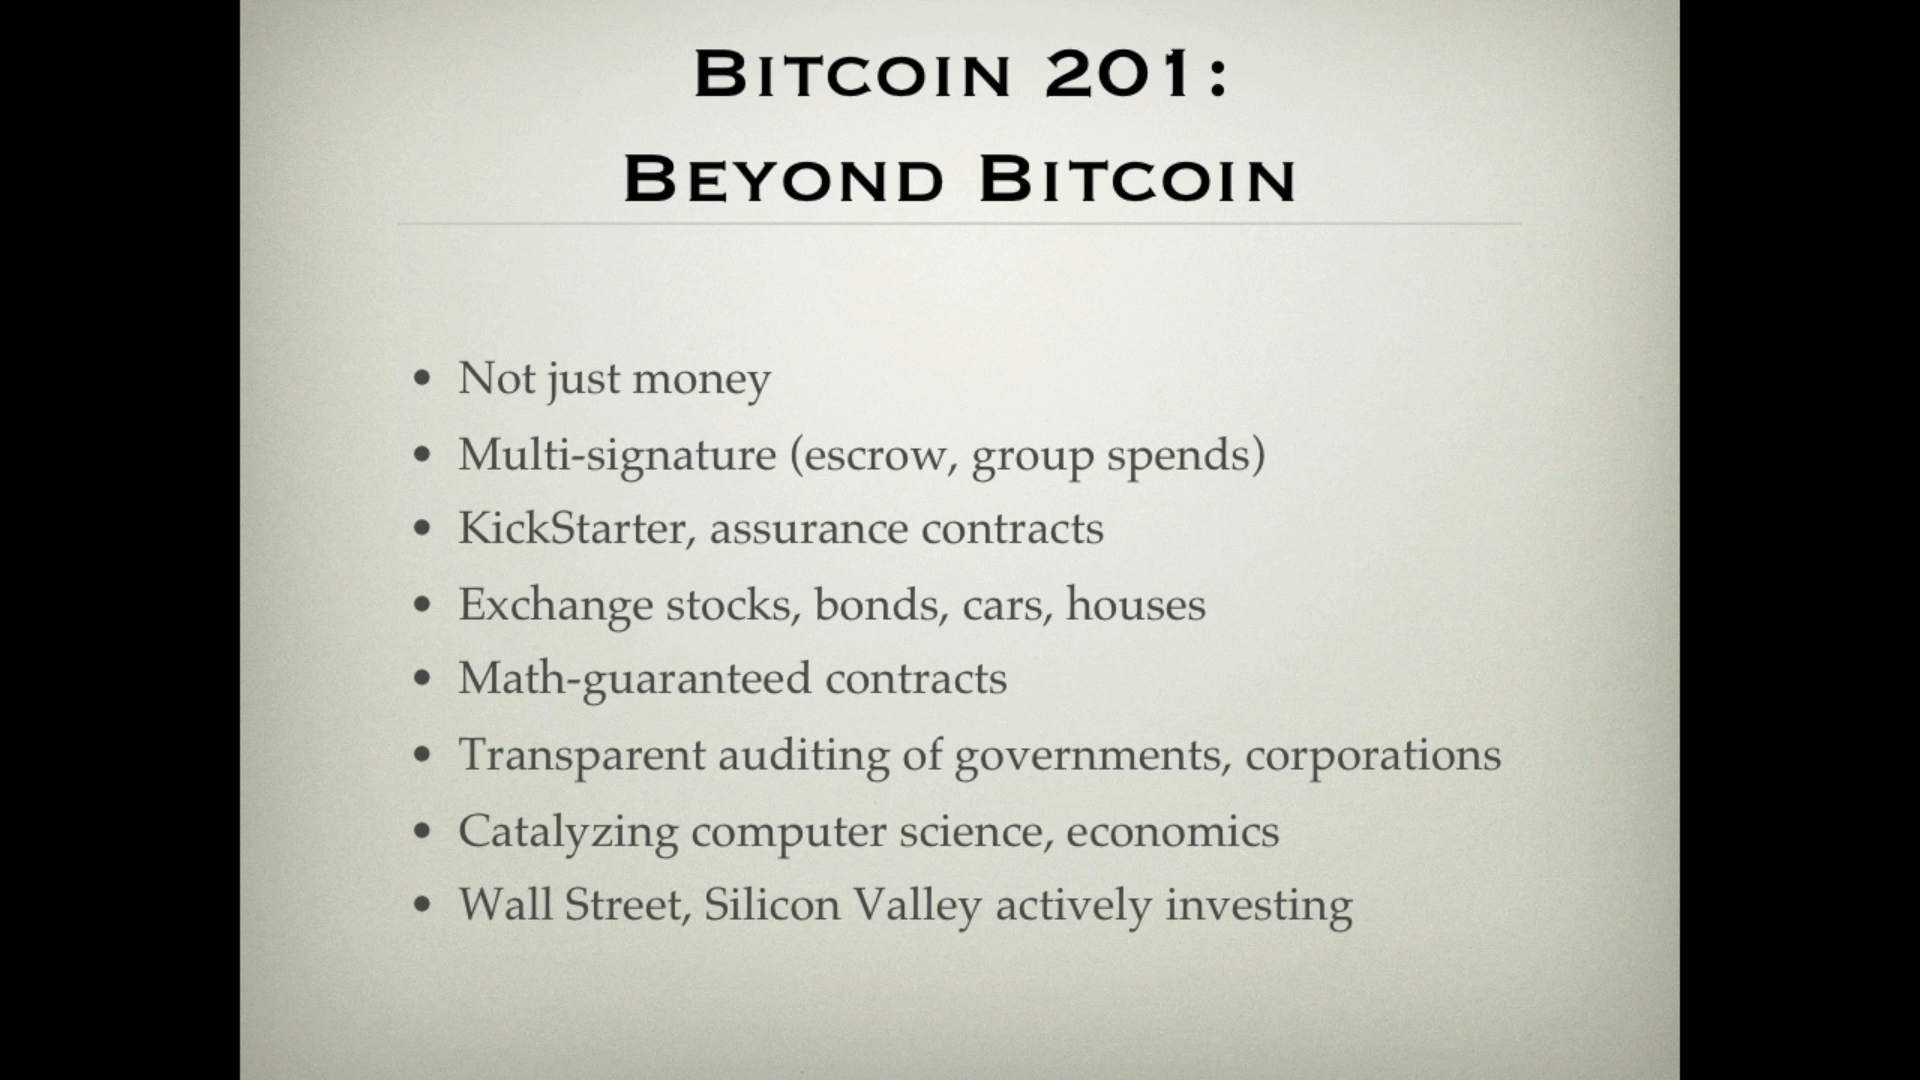 Bitcoin 201:
Beyond Bitcoin
• Not just money
• Multi-signature (escrow, group spends)
• KickStarter, assurance contracts
• Exchange stocks, bonds, cars, houses
• Math-guaranteed contracts
• Transparent auditing of governments, corporations
• Catalyzing computer science, economics
• Wall Street, Silicon Valley actively investing